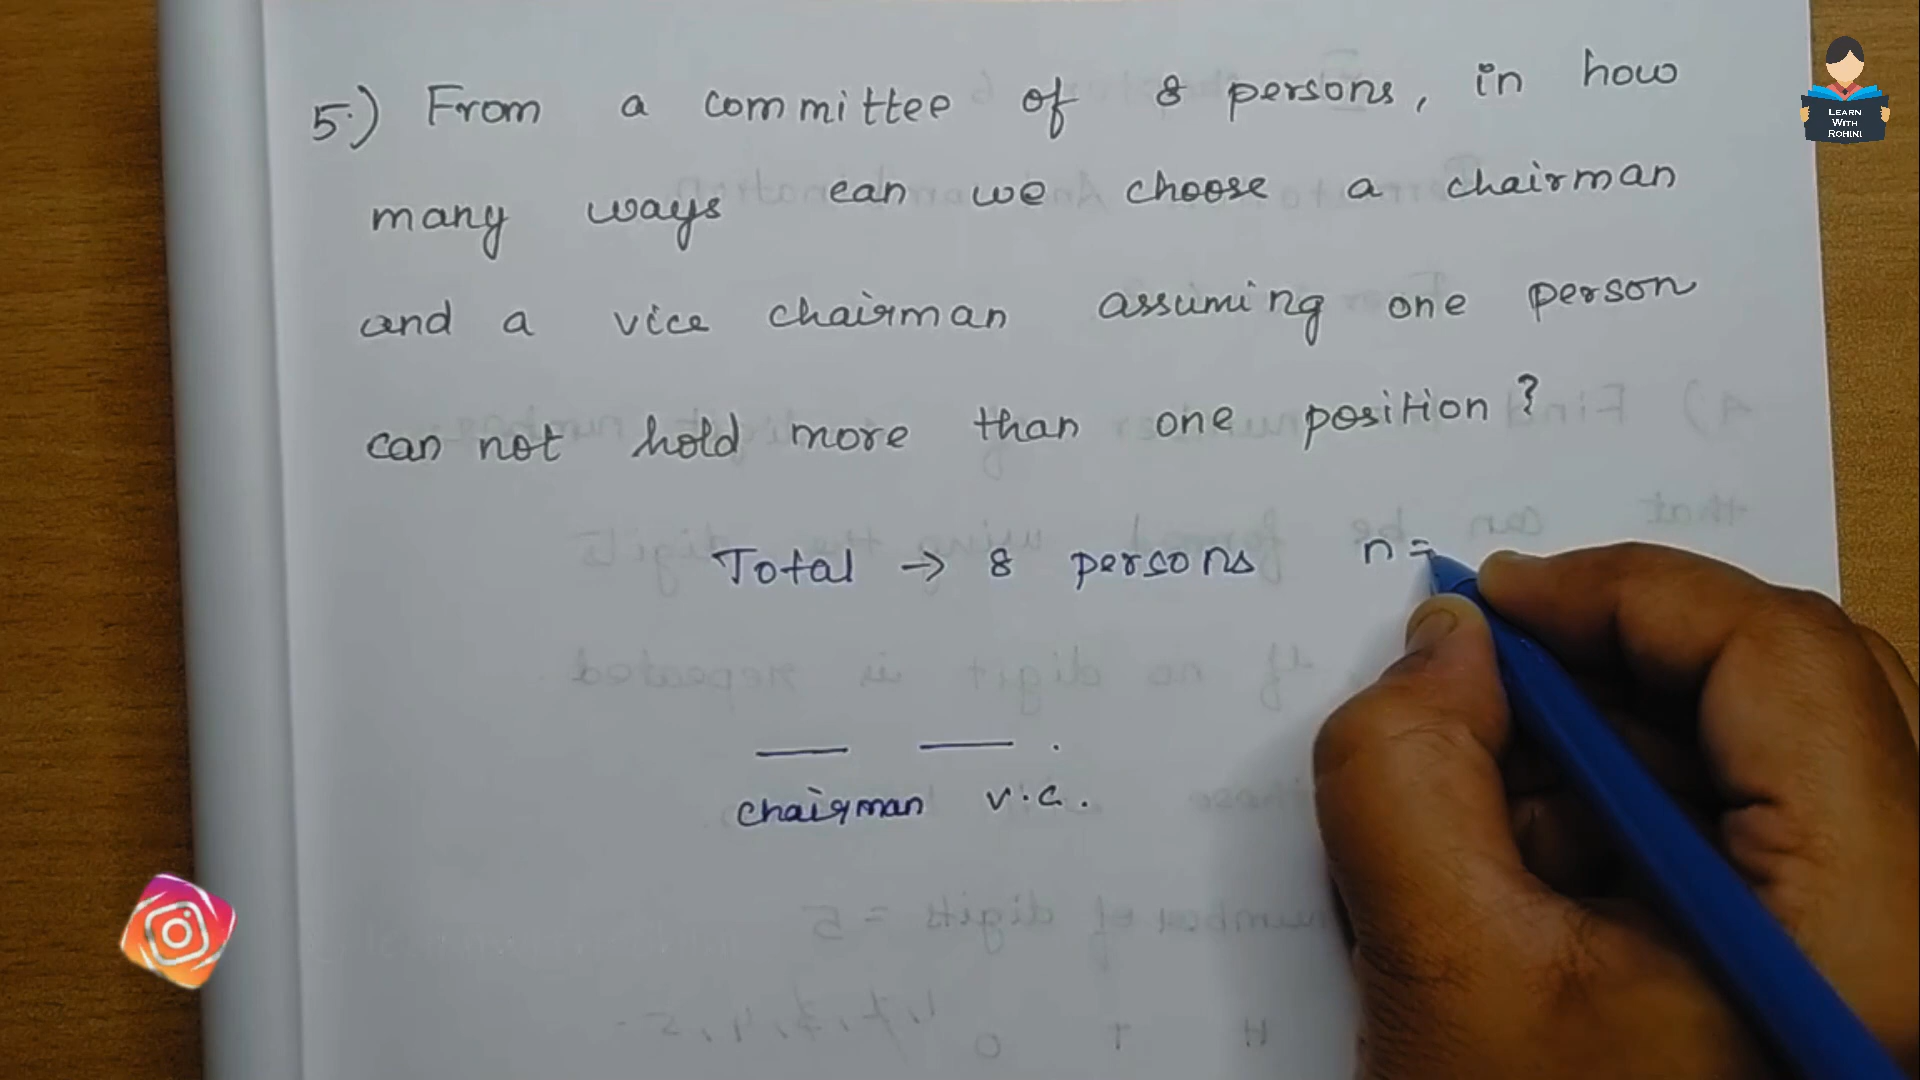 5.) From a committee of 8 persons, in how
many ways can we choose a chairman
and a vice chairman assuming one person
can not hold more than one position?
Total → 8 persons n=
chairman v.c.
LEARN
WITH
ROHINI